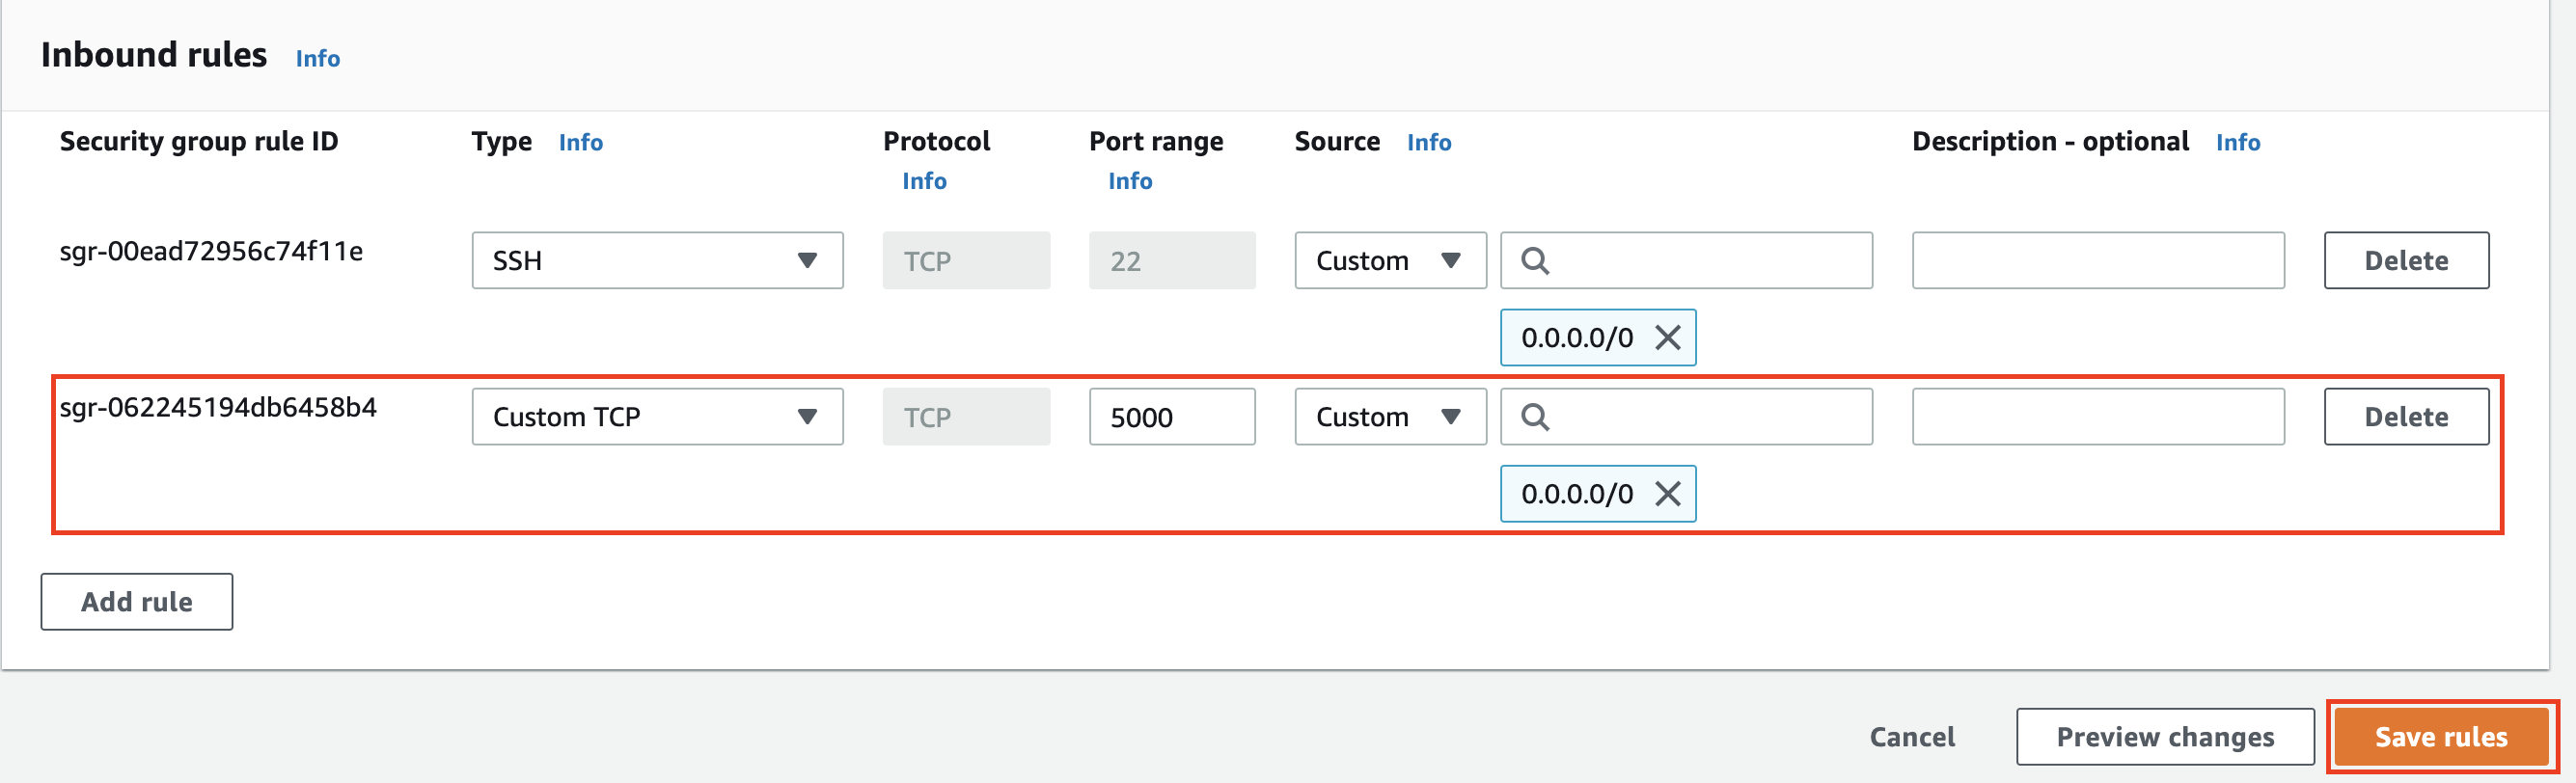 Inbound rules Info
Security group rule ID Type Info Protocol Info Port range Info Source Info Description - optional Info
sgr-00ead72956c74f11e SSH TCP 22 Custom Delete
0.0.0.0/0
sgr-062245194db6458b4 Custom TCP TCP 5000 Custom Delete
0.0.0.0/0
Add rule
Cancel Preview changes Save rules